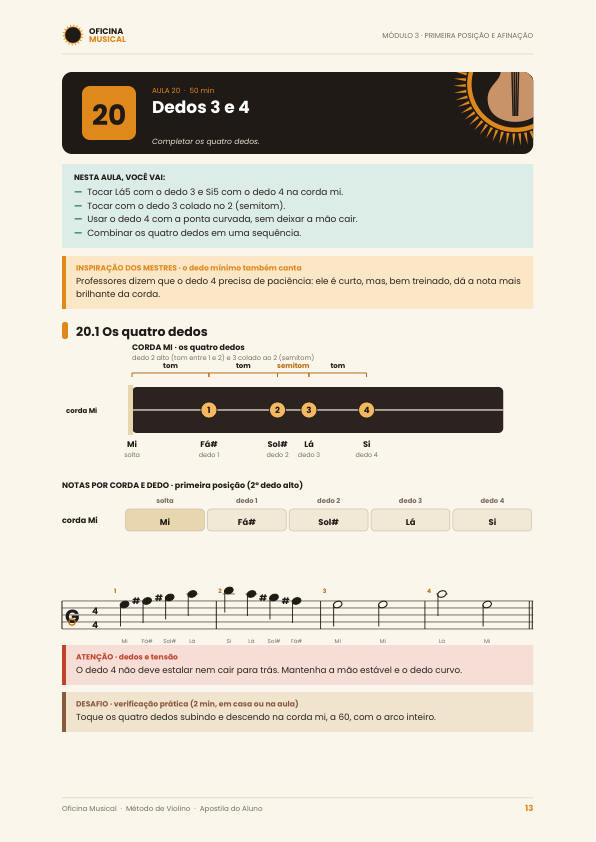 OFICINA
MUSICAL
MÓDULO 3 · PRIMEIRA POSIÇÃO E AFINAÇÃO
20
AULA 20 · 50 min
Dedos 3 e 4
Completar os quatro dedos.
NESTA AULA, VOCÊ VAI:
— Tocar Lá5 com o dedo 3 e Si5 com o dedo 4 na corda mi.
— Tocar com o dedo 3 colado no 2 (semitom).
— Usar o dedo 4 com a ponta curvada, sem deixar a mão cair.
— Combinar os quatro dedos em uma sequência.
INSPIRAÇÃO DOS MESTRES · o dedo mínimo também canta
Professores dizem que o dedo 4 precisa de paciência: ele é curto, mas, bem treinado, dá a nota mais
brilhante da corda.
20.1 Os quatro dedos
CORDA MI · os quatro dedos
dedo 2 alto (tom entre 1 e 2) e 3 colado ao 2 (semitom)
tom tom semitom tom
corda Mi 1 2 3 4
Mi Fá# Sol# Lá Si
solta dedo 1 dedo 2 dedo 3 dedo 4
NOTAS POR CORDA E DEDO · primeira posição (2º dedo alto)
solta dedo 1 dedo 2 dedo 3 dedo 4
corda Mi Mi Fá# Sol# Lá Si
1 2 3 4
G 4 4
Mi Fá# Sol# Lá Si Lá Sol# Fá# Mi Mi Lá Mi
ATENÇÃO · dedos e tensão
O dedo 4 não deve estalar nem cair para trás. Mantenha a mão estável e o dedo curvo.
DESAFIO · verificação prática (2 min, em casa ou na aula)
Toque os quatro dedos subindo e descendo na corda mi, a 60, com o arco inteiro.
Oficina Musical · Método de Violino · Apostila do Aluno
13